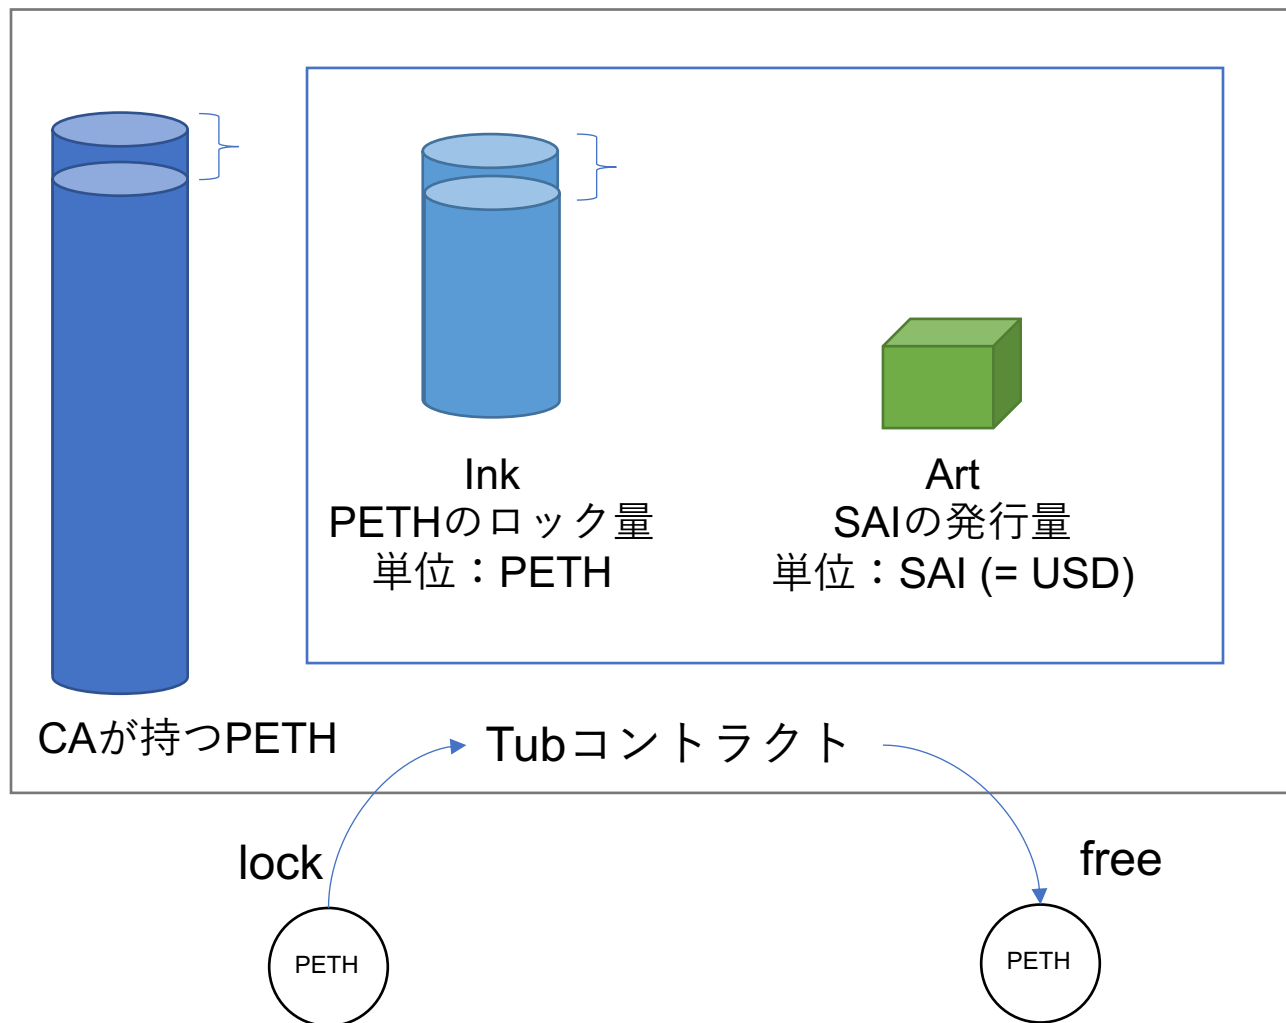 Ink
PETHのロック量
単位：PETH
Art
SAIの発行量
単位：SAI (= USD)
CAが持つPETH
Tubコントラクト
lock
free
PETH
PETH